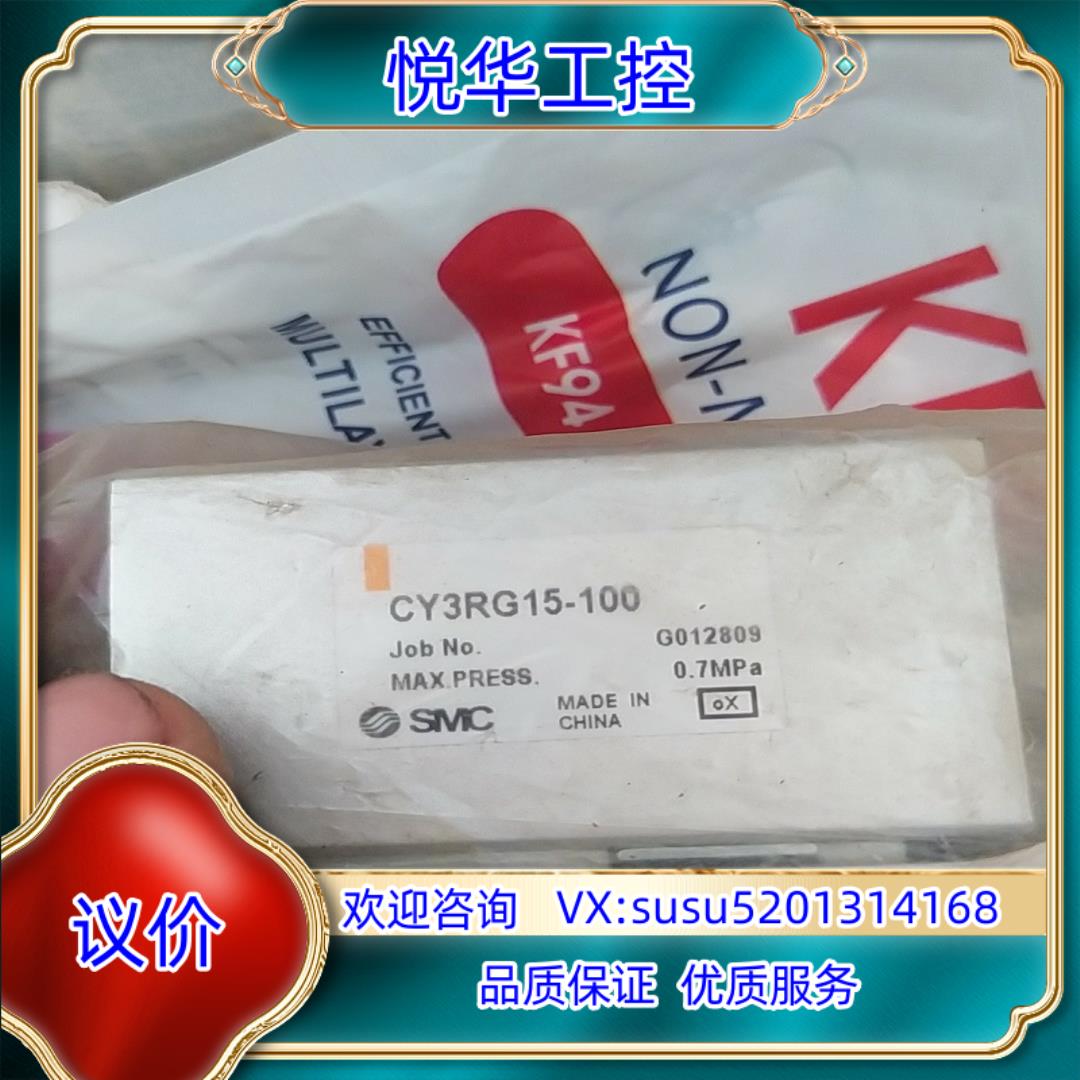 悦华工控
NON-
K
KF94
EFFICIENT
MULTILA
CY3RG15-100
Job No. G012809
MAX.PRESS. 0.7MPa
SMC MADE IN CHINA oX
议价
欢迎咨询 VX:susu5201314168
品质保证 优质服务